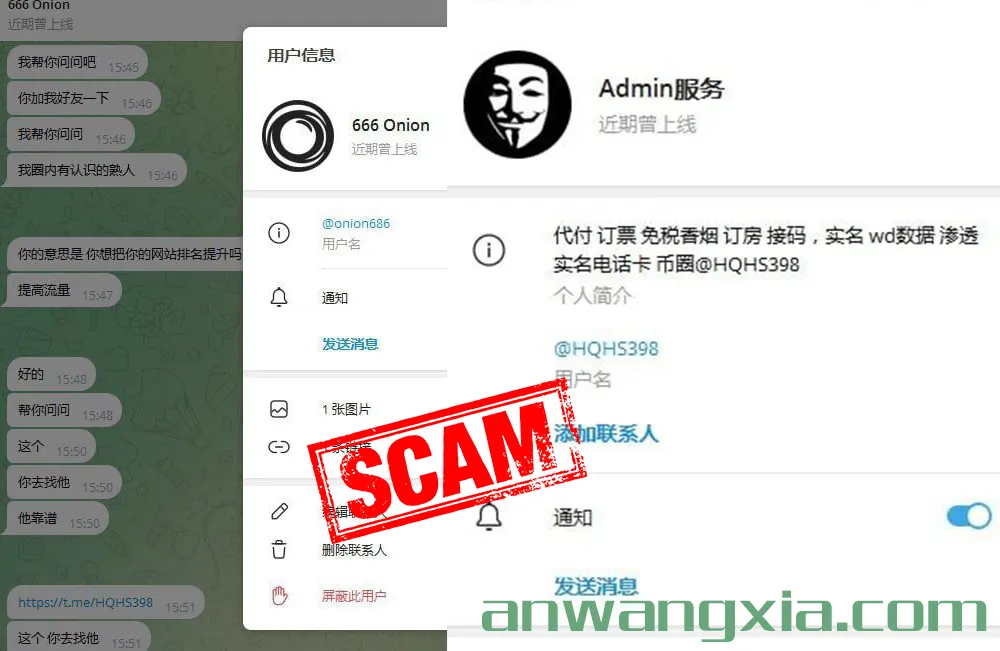 666 Onion
近期曾上线
我帮你问问吧 15:45
你加我好友一下 15:46
我帮你问问 15:46
我圈内有认识的熟人 15:46
你的意思是 你想把你的网站排名提升吗
提高流量 15:47
好的 15:48
帮你问问 15:48
这个 15:50
你去找他 15:50
他靠谱 15:50
https://t.me/HQHS398 15:51
这个 你去找他 15:51
用户信息
666 Onion
近期曾上线
@onion686
用户名
通知
发送消息
1 张图片
删除联系人
屏蔽此用户
SCAM
Admin服务
近期曾上线
代付 订票 免税香烟 订房 接码，实名 wd数据 渗透
实名电话卡 币圈@HQHS398
个人简介
@HQHS398
用户名
添加联系人
通知
发送消息
anwangxia.com